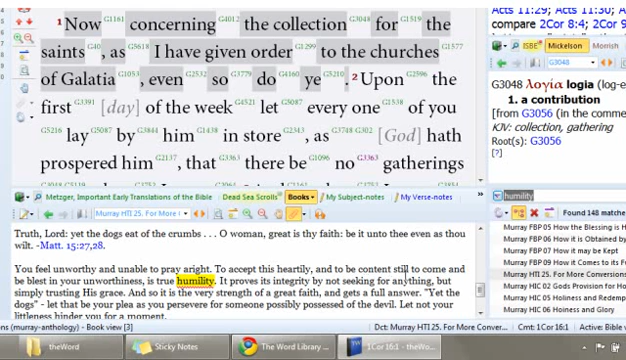 1 Now G1161 concerning G4012 the collection G3048 for G1519 the
saints G40, as G5618 I have given order G1299 to the churches G1577
of Galatia G1053, even G2532 so G3779 do G4160 ye G5210. 2 Upon G2596 the
first G3391 [day] of the week G4521 let G5087 every one G1538 of you
G5216 lay G5087 by G3844 him G1438 in store G2343, as G3748 G302 [God] hath
prospered him G2137, that G3363 there be G1096 no G3363 gatherings
Acts 11:29; Acts 11:30;
compare 2Cor 8:4; 2Cor 9
ISBE Mickelson Morrish
G3048
G3048 λογία logia (log-e
1. a contribution
[from G3056 (in the comme
KJV: collection, gathering
Root(s): G3056
[?]
Metzger, Important Early Translations of the Bible Dead Sea Scrolls Books My Subject-notes My Verse-notes
Murray HTI 25. For More
Truth, Lord: yet the dogs eat of the crumbs . . . O woman, great is thy faith: be it unto thee even as thou
wilt. -Matt. 15:27,28.
You feel unworthy and unable to pray aright. To accept this heartily, and to be content still to come and
be blest in your unworthiness, is true humility. It proves its integrity by not seeking for anything, but
simply trusting His grace. And so it is the very strength of a great faith, and gets a full answer. "Yet the
dogs" - let that be your plea as you persevere for someone possibly possessed of the devil. Let not your
littleness hinder you for a moment.
humility
Found 148 matche
Murray FBP 05 How the Blessing is H
Murray FBP 06 How it is Obtained by
Murray FBP 07 How it may be Kept
Murray FBP 09 How it Comes to its Fu
Murray HTI 25. For More Conversions
Murray HIC 02 Gods Provision for Ho
Murray HIC 05 Holiness and Redemp
Murray HIC 06 Hoiness and Glory
ns (murray-anthology) - Book view [3]
Dct: Murray HTI 25. For More Conver...
Cmt: 1Cor 16:1
theWord
Sticky Notes
The Word Library ...
1Cor 16:1 - theWo...